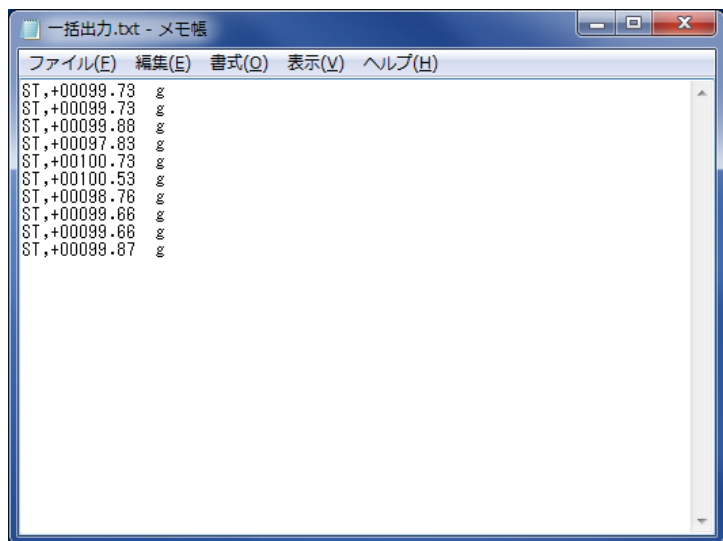 一括出力.txt - メモ帳
ファイル(F) 編集(E) 書式(O) 表示(V) ヘルプ(H)
ST,+00099.73 g
ST,+00099.73 g
ST,+00099.88 g
ST,+00097.83 g
ST,+00100.73 g
ST,+00100.53 g
ST,+00098.76 g
ST,+00099.66 g
ST,+00099.66 g
ST,+00099.87 g